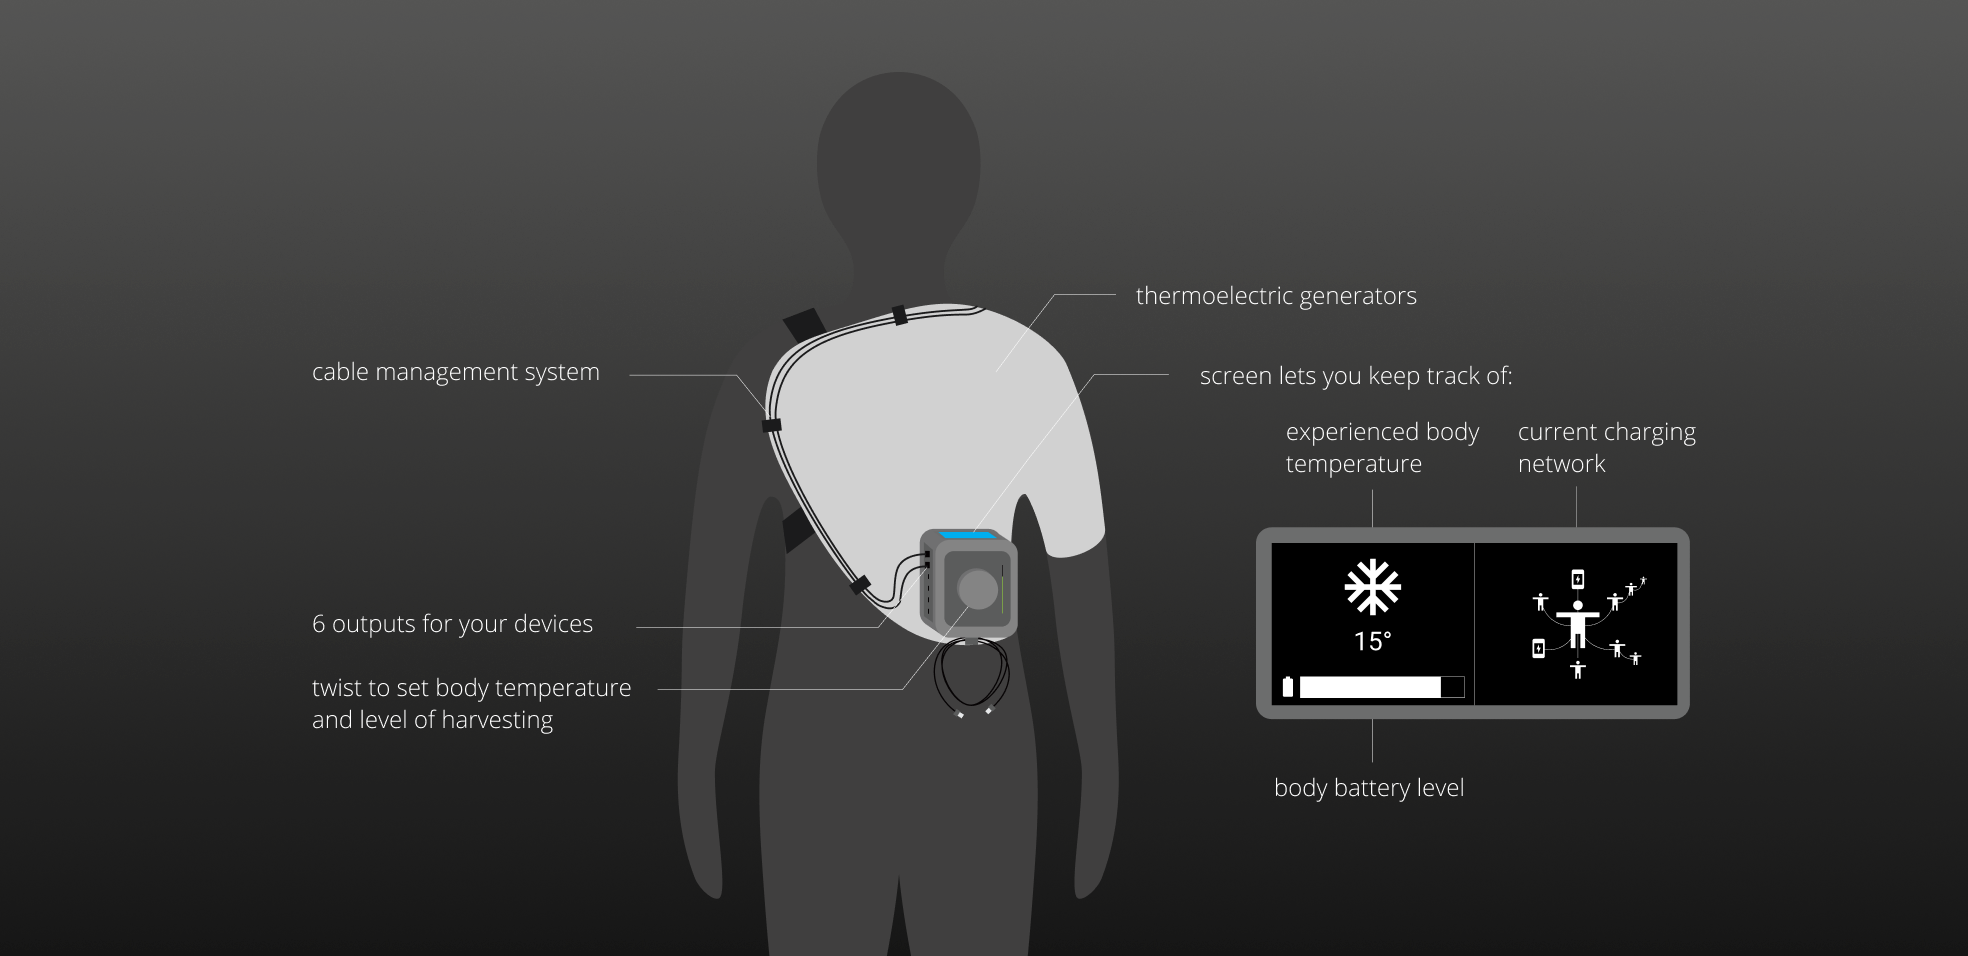 thermoelectric generators
cable management system
screen lets you keep track of:
experienced body
temperature
current charging
network
15°
6 outputs for your devices
twist to set body temperature
and level of harvesting
body battery level